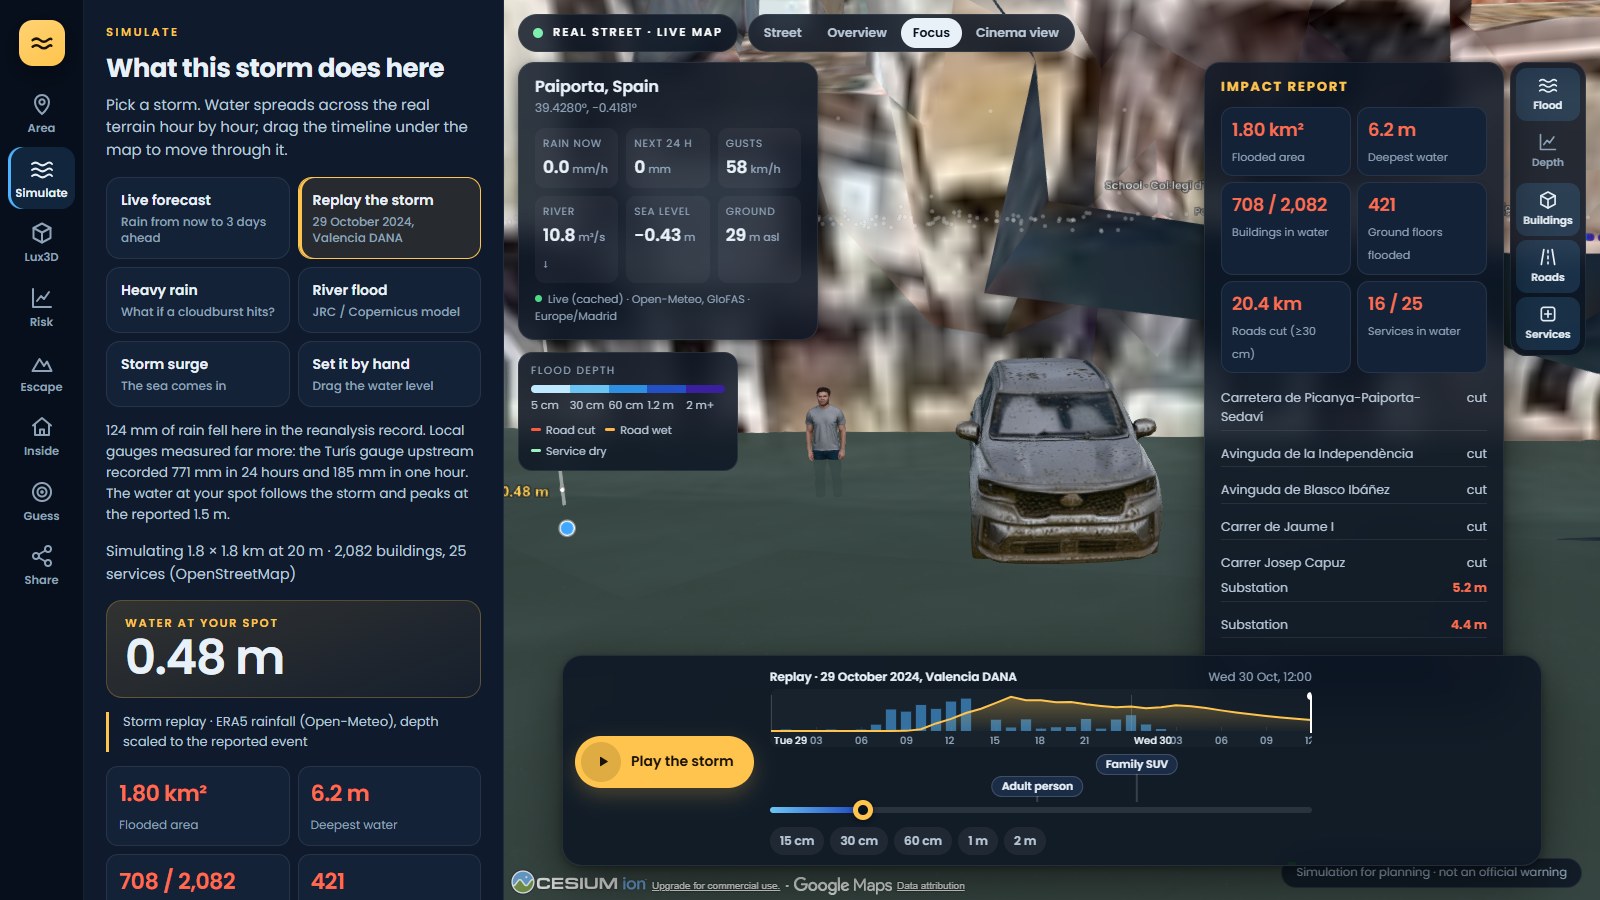 Area
Simulate
Lux3D
Risk
Escape
Inside
Guess
Share
SIMULATE
What this storm does here
Pick a storm. Water spreads across the real
terrain hour by hour; drag the timeline under the
map to move through it.
Live forecast
Rain from now to 3 days
ahead
Replay the storm
29 October 2024,
Valencia DANA
Heavy rain
What if a cloudburst hits?
River flood
JRC / Copernicus model
Storm surge
The sea comes in
Set it by hand
Drag the water level
124 mm of rain fell here in the reanalysis record. Local
gauges measured far more: the Turís gauge upstream
recorded 771 mm in 24 hours and 185 mm in one hour.
The water at your spot follows the storm and peaks at
the reported 1.5 m.
Simulating 1.8 × 1.8 km at 20 m · 2,082 buildings, 25
services (OpenStreetMap)
WATER AT YOUR SPOT
0.48 m
Storm replay · ERA5 rainfall (Open-Meteo), depth
scaled to the reported event
1.80 km²
Flooded area
6.2 m
Deepest water
708 / 2,082
421
REAL STREET · LIVE MAP
Street Overview Focus Cinema view
Paiporta, Spain
39.4280°, −0.4181°
RAIN NOW
0.0 mm/h
NEXT 24 H
0 mm
GUSTS
58 km/h
RIVER
10.8 m³/s
↓
SEA LEVEL
−0.43 m
GROUND
29 m asl
Live (cached) · Open-Meteo, GloFAS ·
Europe/Madrid
FLOOD DEPTH
5 cm 30 cm 60 cm 1.2 m 2 m+
Road cut Road wet
Service dry
0.48 m
School · Col·legi d
IMPACT REPORT
1.80 km²
Flooded area
6.2 m
Deepest water
708 / 2,082
Buildings in water
421
Ground floors
flooded
20.4 km
Roads cut (≥30
cm)
16 / 25
Services in water
Carretera de Picanya-Paiporta-
Sedaví cut
Avinguda de la Independència cut
Avinguda de Blasco Ibáñez cut
Carrer de Jaume I cut
Carrer Josep Capuz cut
Substation 5.2 m
Substation 4.4 m
Flood
Depth
Buildings
Roads
Services
Play the storm
Replay · 29 October 2024, Valencia DANA Wed 30 Oct, 12:00
Tue 29 03 06 09 12 15 18 21 Wed 30 03 06 09 12
Family SUV
Adult person
15 cm 30 cm 60 cm 1 m 2 m
CESIUM ion Upgrade for commercial use. · Google Maps Data attribution
Simulation for planning · not an official warning